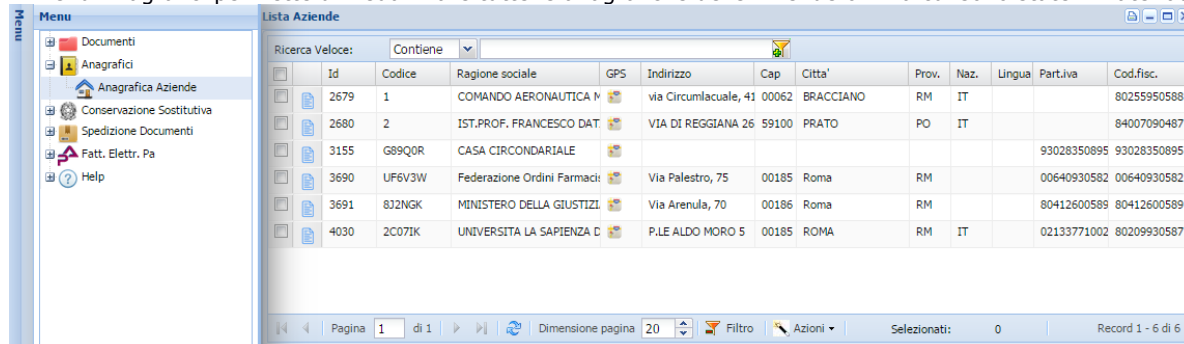 Menu
Menu
Documenti
Anagrafici
Anagrafica Aziende
Conservazione Sostitutiva
Spedizione Documenti
Fatt. Elettr. Pa
Help
Lista Aziende
Ricerca Veloce: Contiene
Id Codice Ragione sociale GPS Indirizzo Cap Citta' Prov. Naz. Lingua Part.iva Cod.fisc.
2679 1 COMANDO AERONAUTICA M via Circumlacuale, 41 00062 BRACCIANO RM IT 80255950588
2680 2 IST.PROF. FRANCESCO DAT. VIA DI REGGIANA 26 59100 PRATO PO IT 84007090487
3155 G89Q0R CASA CIRCONDARIALE 93028350895 93028350895
3690 UF6V3W Federazione Ordini Farmacis Via Palestro, 75 00185 Roma RM 00640930582 00640930582
3691 8J2NGK MINISTERO DELLA GIUSTIZI. Via Arenula, 70 00186 Roma RM 80412600589 80412600589
4030 2C07IK UNIVERSITA LA SAPIENZA D P.LE ALDO MORO 5 00185 ROMA RM IT 02133771002 80209930587
Pagina 1 di 1 Dimensione pagina 20 Filtro Azioni Selezionati: 0 Record 1 - 6 di 6